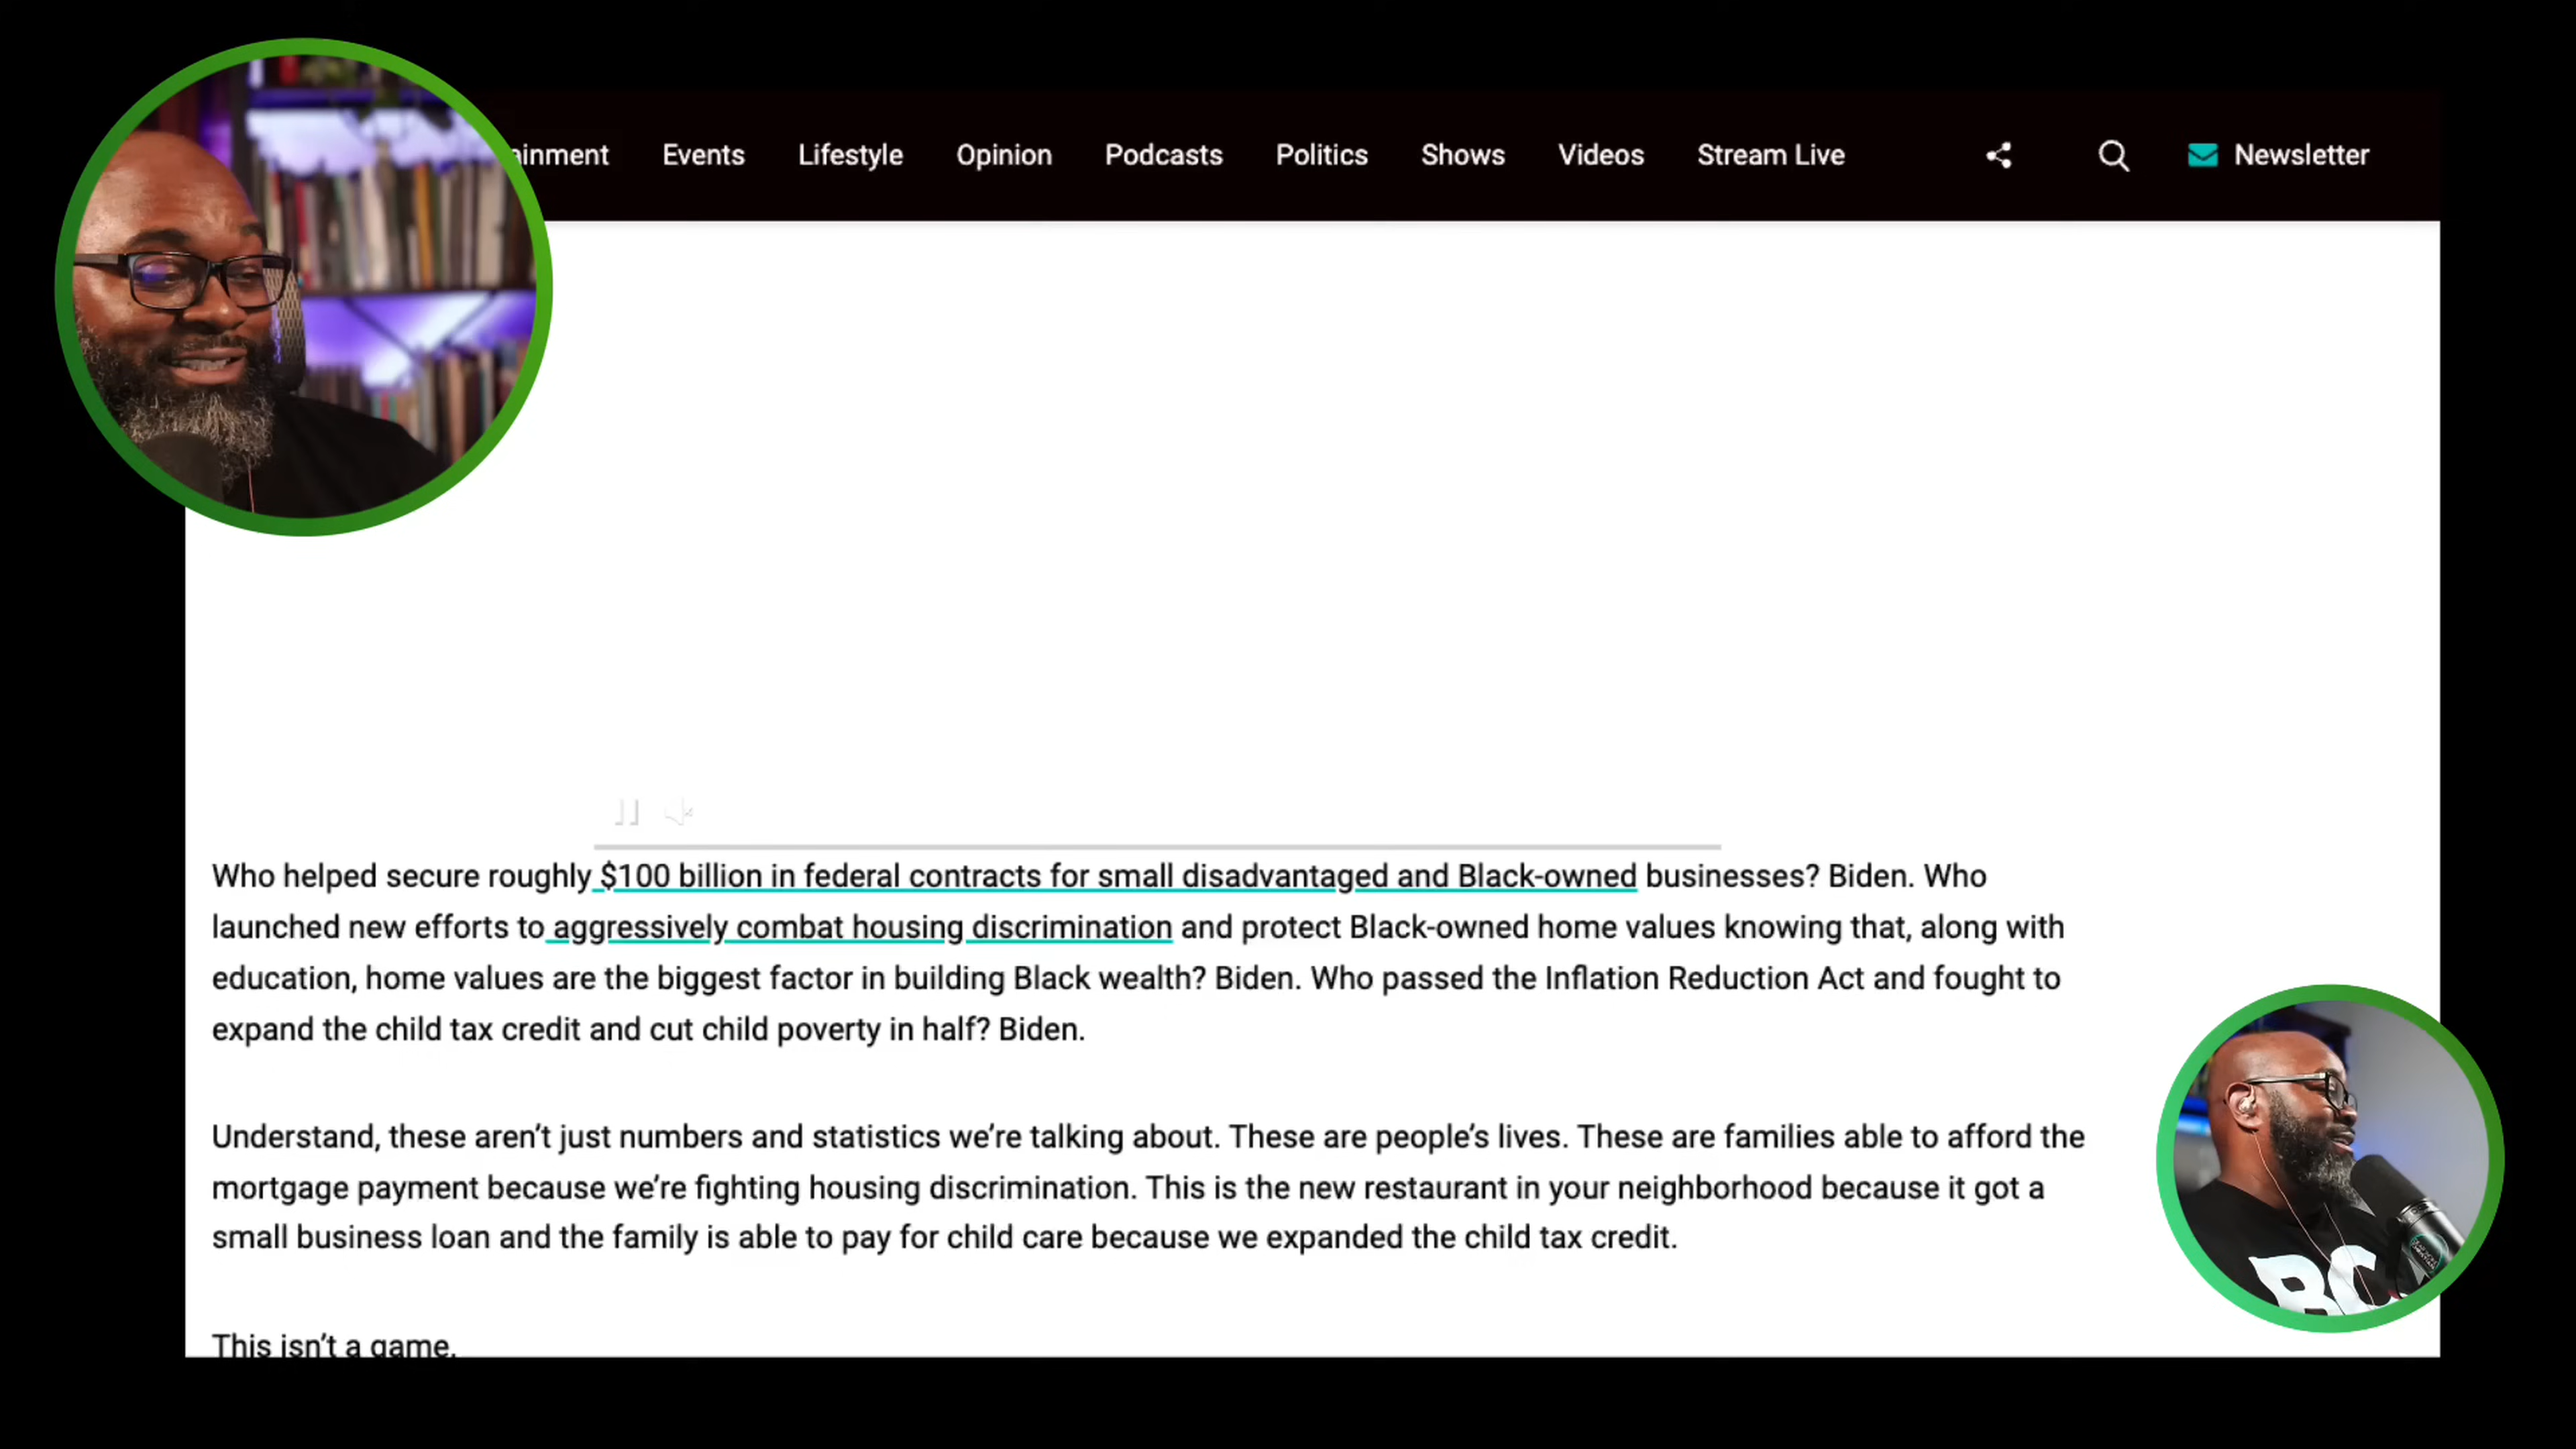 ainment Events Lifestyle Opinion Podcasts Politics Shows Videos Stream Live Newsletter
Who helped secure roughly $100 billion in federal contracts for small disadvantaged and Black-owned businesses? Biden. Who
launched new efforts to aggressively combat housing discrimination and protect Black-owned home values knowing that, along with
education, home values are the biggest factor in building Black wealth? Biden. Who passed the Inflation Reduction Act and fought to
expand the child tax credit and cut child poverty in half? Biden.
Understand, these aren’t just numbers and statistics we’re talking about. These are people’s lives. These are families able to afford the
mortgage payment because we’re fighting housing discrimination. This is the new restaurant in your neighborhood because it got a
small business loan and the family is able to pay for child care because we expanded the child tax credit.
BC
This isn’t a game.